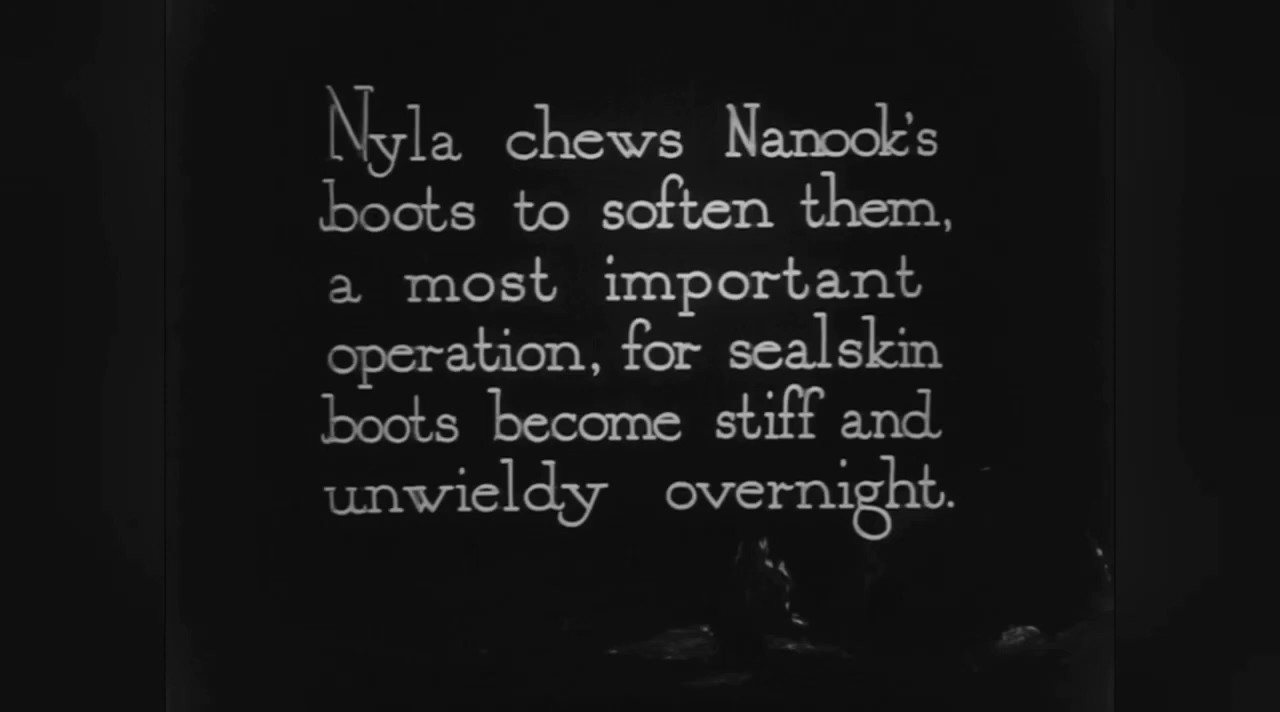 Nyla chews Nanook's
boots to soften them,
a most important
operation, for sealskin
boots become stiff and
unwieldy overnight.